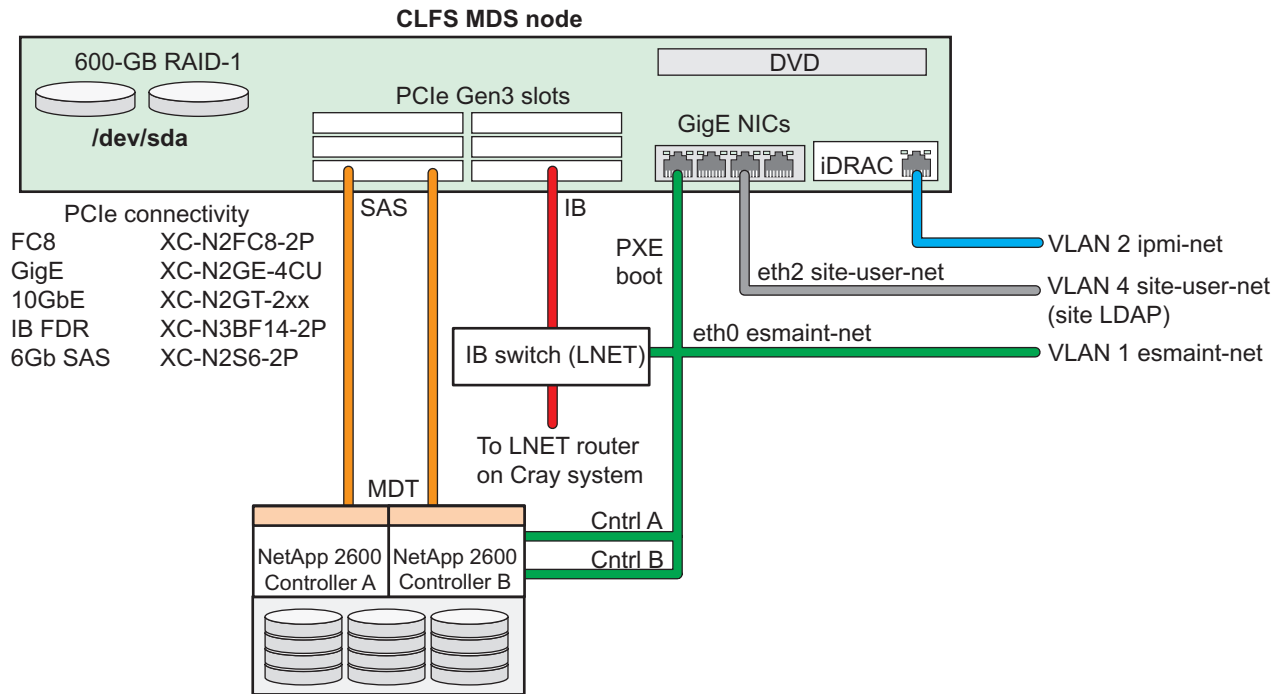 CLFS MDS node
600-GB RAID-1
/dev/sda
PCIe Gen3 slots
DVD
GigE NICs
iDRAC
SAS
IB
PCIe connectivity
FC8 XC-N2FC8-2P
GigE XC-N2GE-4CU
10GbE XC-N2GT-2xx
IB FDR XC-N3BF14-2P
6Gb SAS XC-N2S6-2P
PXE
boot
VLAN 2 ipmi-net
eth2 site-user-net
VLAN 4 site-user-net
(site LDAP)
eth0 esmaint-net
VLAN 1 esmaint-net
IB switch (LNET)
To LNET router
on Cray system
MDT
Cntrl A
Cntrl B
NetApp 2600
Controller A
NetApp 2600
Controller B